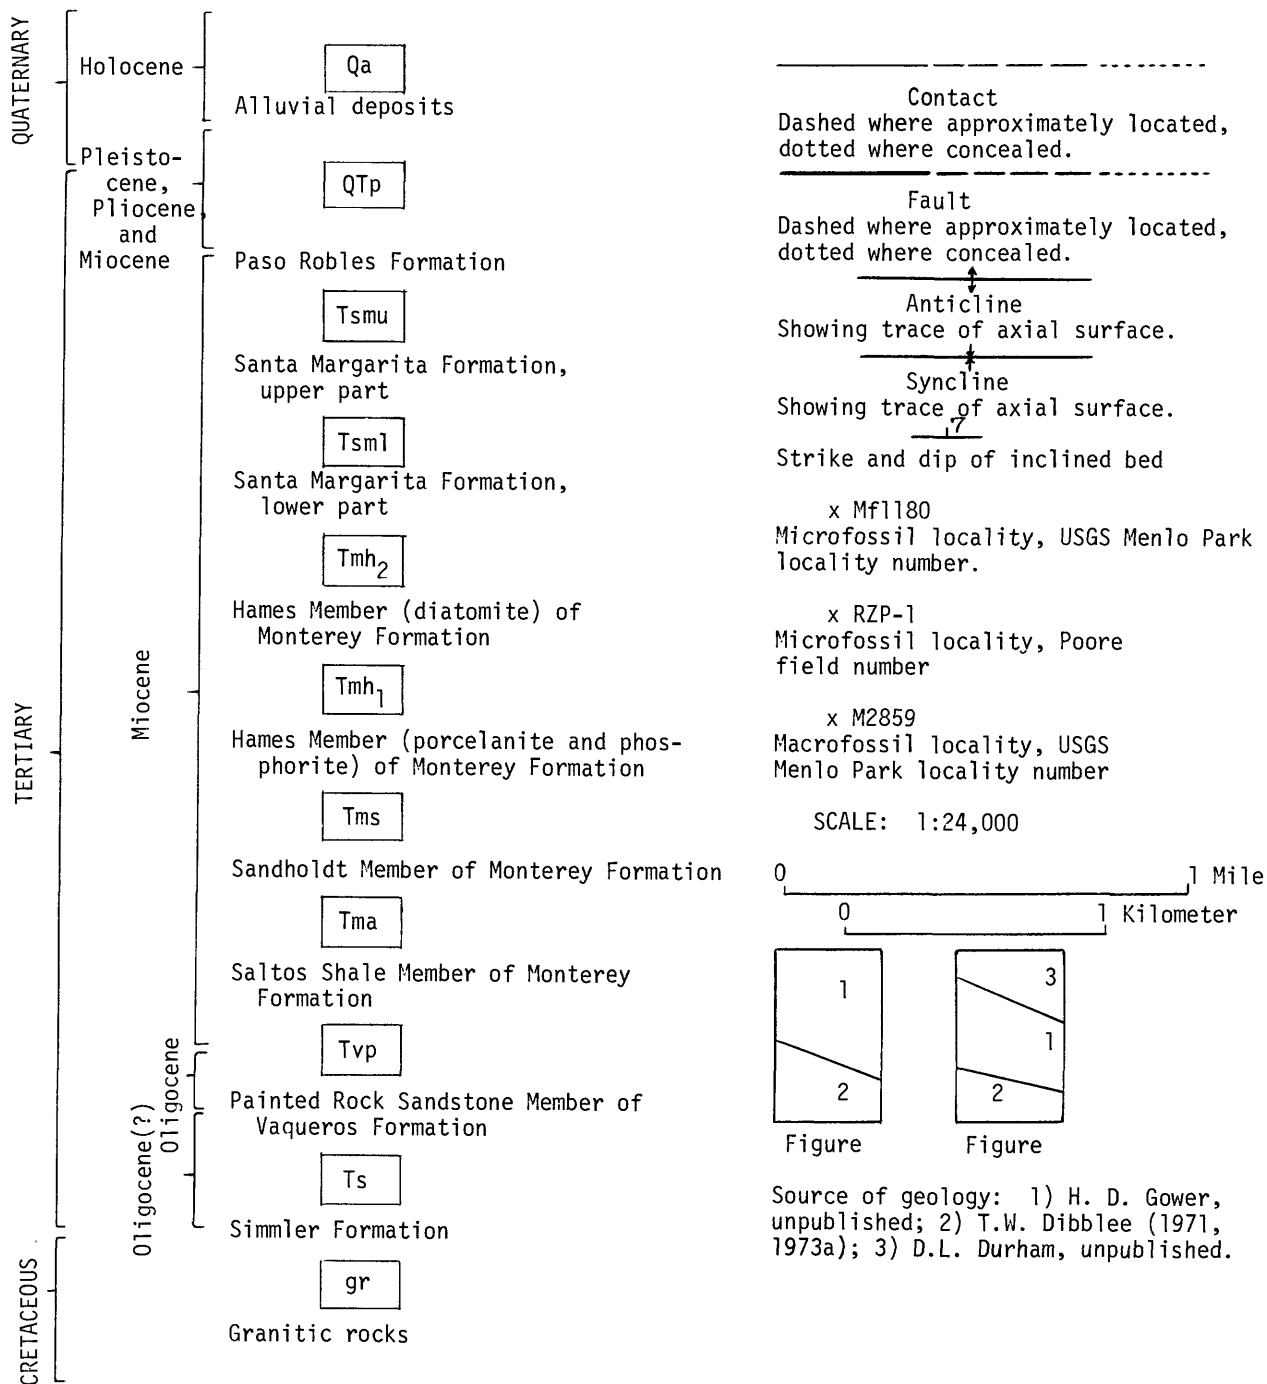 QUATERNARY
Holocene
Qa
Alluvial deposits
Pleisto-
cene,
Pliocene,
and
Miocene
QTp
Paso Robles Formation
TERTIARY
Miocene
Tsmu
Santa Margarita Formation,
upper part
Tsml
Santa Margarita Formation,
lower part
Tmh2
Hames Member (diatomite) of
Monterey Formation
Tmh1
Hames Member (porcelanite and phos-
phorite) of Monterey Formation
Tms
Sandholdt Member of Monterey Formation
Tma
Saltos Shale Member of Monterey
Formation
Oligocene
Tvp
Painted Rock Sandstone Member of
Vaqueros Formation
Oligocene(?)
Ts
Simmler Formation
CRETACEOUS
gr
Granitic rocks
Contact
Dashed where approximately located,
dotted where concealed.
Fault
Dashed where approximately located,
dotted where concealed.
Anticline
Showing trace of axial surface.
Syncline
Showing trace of axial surface.
7
Strike and dip of inclined bed
x Mf1180
Microfossil locality, USGS Menlo Park
locality number.
x RZP-1
Microfossil locality, Poore
field number
x M2859
Macrofossil locality, USGS
Menlo Park locality number
SCALE: 1:24,000
0 1 Mile
0 1 Kilometer
1
2
Figure
3
1
2
Figure
Source of geology: 1) H. D. Gower,
unpublished; 2) T.W. Dibblee (1971,
1973a); 3) D.L. Durham, unpublished.